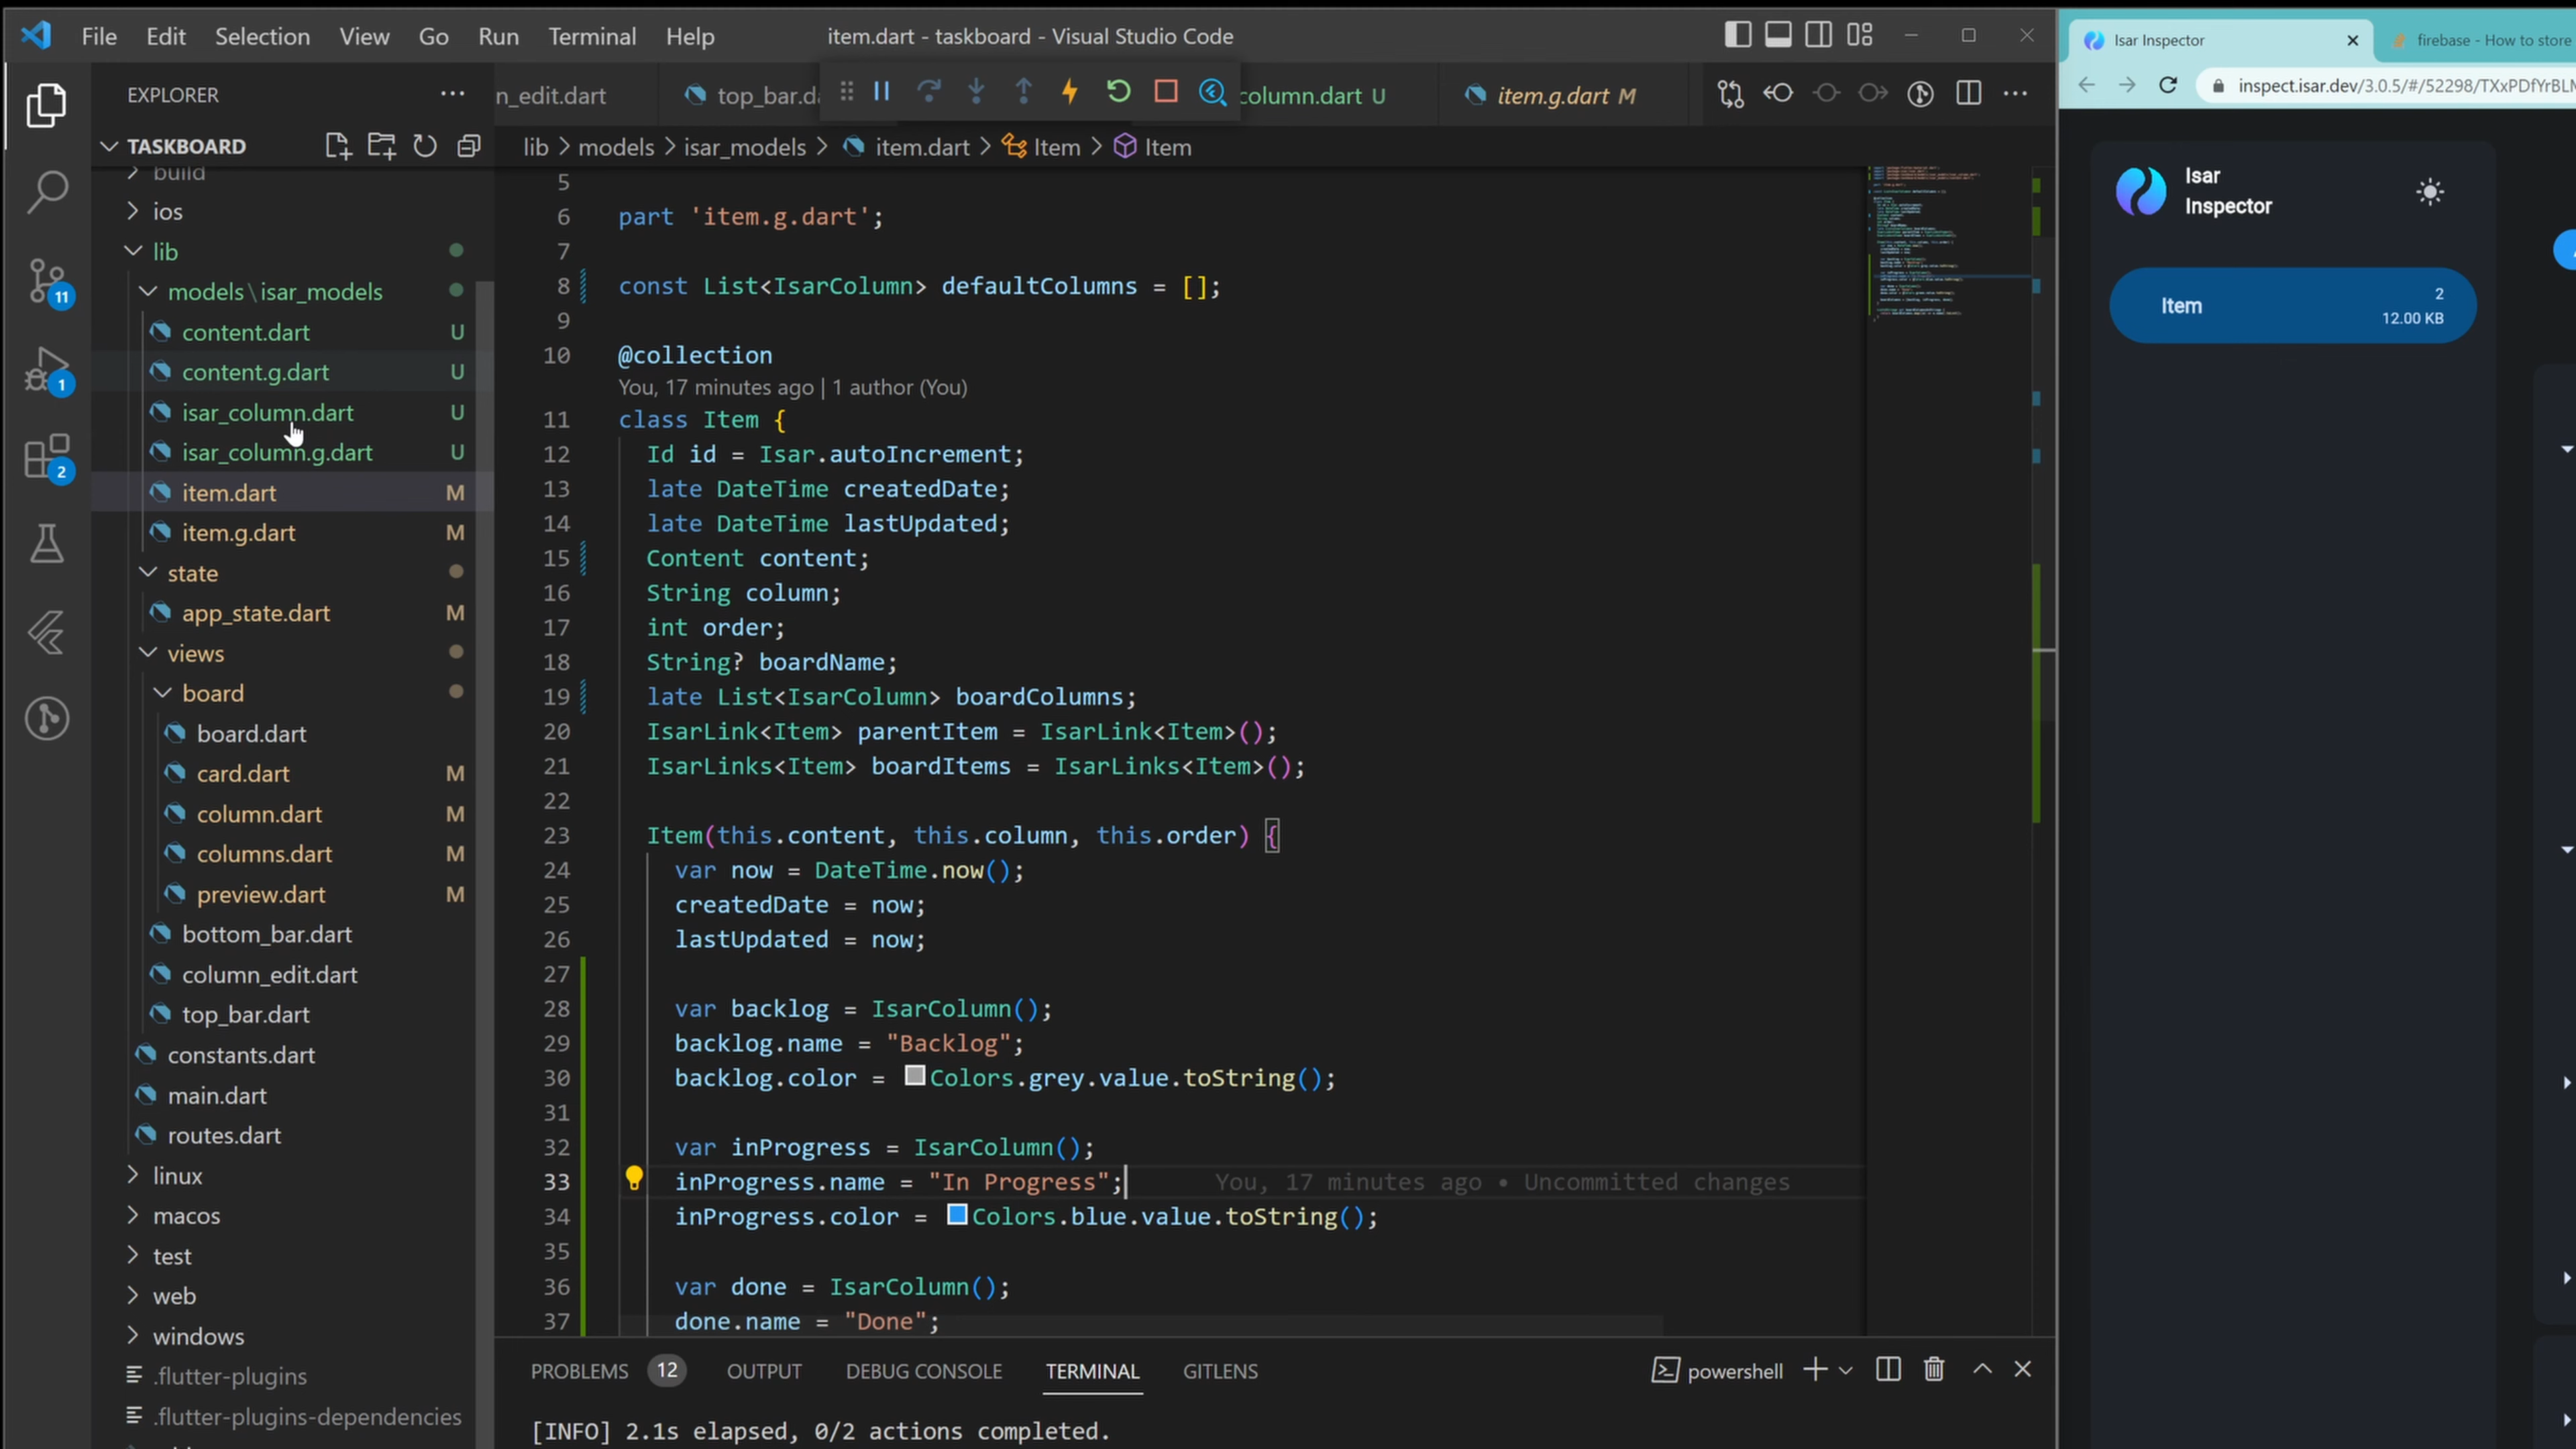 File Edit Selection View Go Run Terminal Help
item.dart - taskboard - Visual Studio Code
EXPLORER
TASKBOARD
build
ios
lib
models\isar_models
content.dart U
content.g.dart U
isar_column.dart U
isar_column.g.dart U
item.dart M
item.g.dart M
state
app_state.dart M
views
board
board.dart
card.dart M
column.dart M
columns.dart M
preview.dart M
bottom_bar.dart
column_edit.dart
top_bar.dart
constants.dart
main.dart
routes.dart
linux
macos
test
web
windows
.flutter-plugins
.flutter-plugins-dependencies
11
1
2
n_edit.dart top_bar.da column.dart U item.g.dart M
lib > models > isar_models > item.dart > Item > Item
5
6 part 'item.g.dart';
7
8 const List<IsarColumn> defaultColumns = [];
9
10 @collection
You, 17 minutes ago | 1 author (You)
11 class Item {
12 Id id = Isar.autoIncrement;
13 late DateTime createdDate;
14 late DateTime lastUpdated;
15 Content content;
16 String column;
17 int order;
18 String? boardName;
19 late List<IsarColumn> boardColumns;
20 IsarLink<Item> parentItem = IsarLink<Item>();
21 IsarLinks<Item> boardItems = IsarLinks<Item>();
22
23 Item(this.content, this.column, this.order) {
24 var now = DateTime.now();
25 createdDate = now;
26 lastUpdated = now;
27
28 var backlog = IsarColumn();
29 backlog.name = "Backlog";
30 backlog.color = Colors.grey.value.toString();
31
32 var inProgress = IsarColumn();
33 inProgress.name = "In Progress"; You, 17 minutes ago • Uncommitted changes
34 inProgress.color = Colors.blue.value.toString();
35
36 var done = IsarColumn();
37 done.name = "Done";
PROBLEMS 12 OUTPUT DEBUG CONSOLE TERMINAL GITLENS
powershell
[INFO] 2.1s elapsed, 0/2 actions completed.
Isar Inspector
firebase - How to store
inspect.isar.dev/3.0.5/#/52298/TXxPDfYrBLM
Isar
Inspector
Item
2
12.00 KB